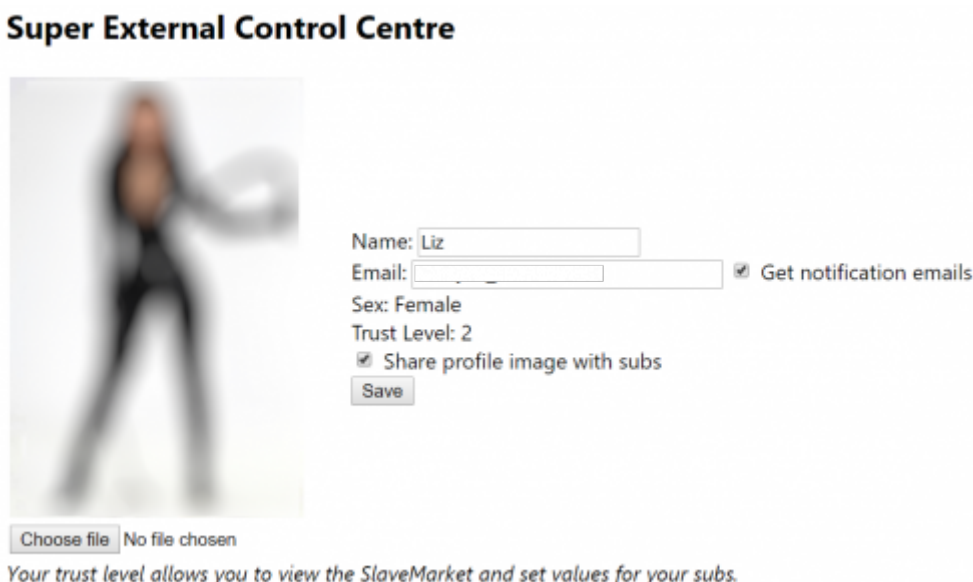 Super External Control Centre
Name: Liz
Email:
Get notification emails
Sex: Female
Trust Level: 2
Share profile image with subs
Save
Choose file No file chosen
Your trust level allows you to view the SlaveMarket and set values for your subs.